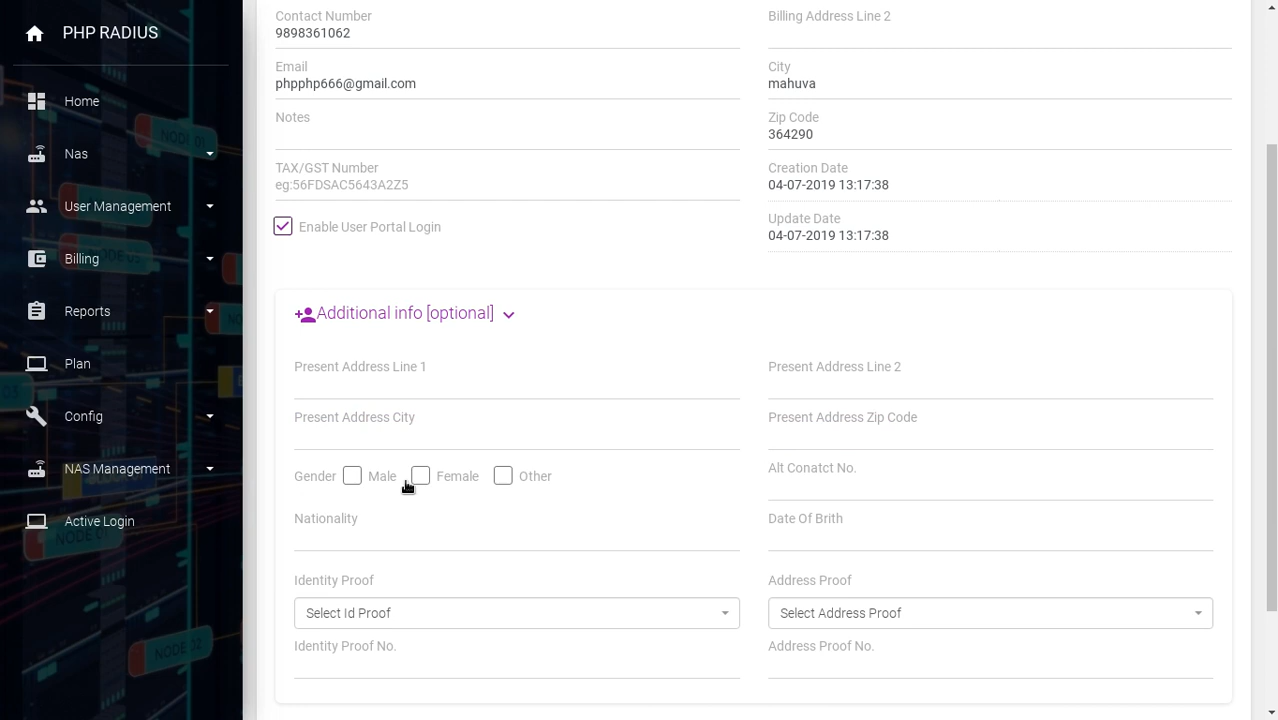 PHP RADIUS
Home
Nas
User Management
Billing
Reports
Plan
Config
NAS Management
Active Login
NODE 01
NODE 02
Contact Number
9898361062
Billing Address Line 2
Email
phpphp666@gmail.com
City
mahuva
Notes
Zip Code
364290
TAX/GST Number
eg:56FDSAC5643A2Z5
Creation Date
04-07-2019 13:17:38
Enable User Portal Login
Update Date
04-07-2019 13:17:38
Additional info [optional]
Present Address Line 1
Present Address Line 2
Present Address City
Present Address Zip Code
Gender Male Female Other
Alt Conatct No.
Nationality
Date Of Brith
Identity Proof
Address Proof
Select Id Proof
Select Address Proof
Identity Proof No.
Address Proof No.